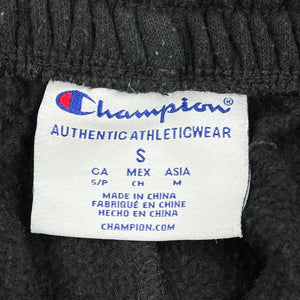 Champion®
AUTHENTIC ATHLETICWEAR
S
CA MEX ASIA
S/P CH M
MADE IN CHINA
FABRIQUÉ EN CHINE
HECHO EN CHINA
CHAMPION.COM